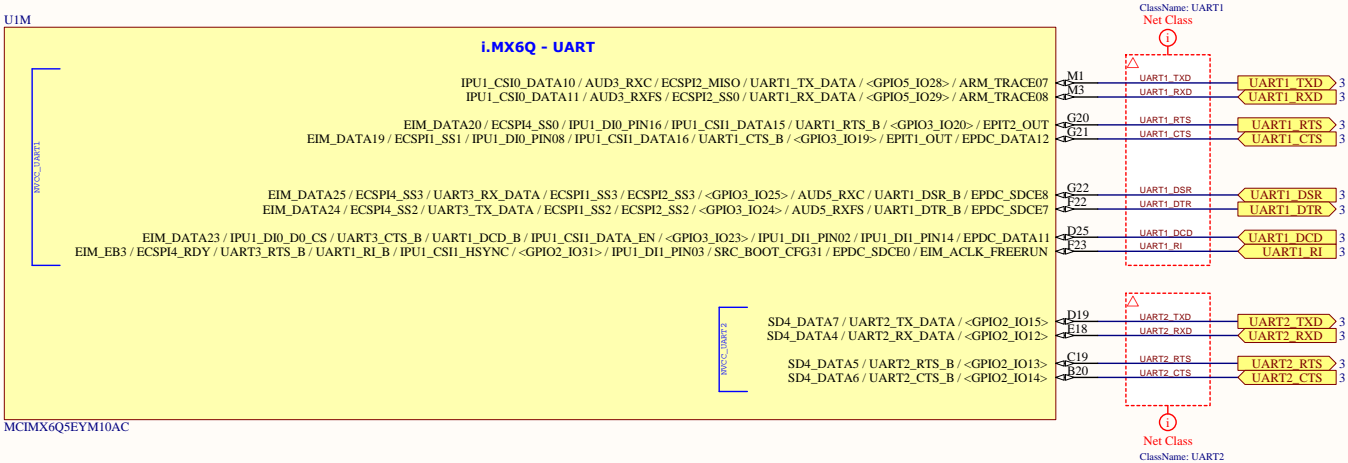 ClassName: UART1
Net Class
i
U1M
i.MX6Q - UART
NVCC_UART1
IPU1_CSI0_DATA10 / AUD3_RXC / ECSPI2_MISO / UART1_TX_DATA / <GPIO5_IO28> / ARM_TRACE07 M1 UART1_TXD UART1_TXD 3
IPU1_CSI0_DATA11 / AUD3_RXFS / ECSPI2_SS0 / UART1_RX_DATA / <GPIO5_IO29> / ARM_TRACE08 M3 UART1_RXD UART1_RXD 3
EIM_DATA20 / ECSPI4_SS0 / IPU1_DI0_PIN16 / IPU1_CSI1_DATA15 / UART1_RTS_B / <GPIO3_IO20> / EPIT2_OUT G20 UART1_RTS UART1_RTS 3
EIM_DATA19 / ECSPI1_SS1 / IPU1_DI0_PIN08 / IPU1_CSI1_DATA16 / UART1_CTS_B / <GPIO3_IO19> / EPIT1_OUT / EPDC_DATA12 G21 UART1_CTS UART1_CTS 3
EIM_DATA25 / ECSPI4_SS3 / UART3_RX_DATA / ECSPI1_SS3 / ECSPI2_SS3 / <GPIO3_IO25> / AUD5_RXC / UART1_DSR_B / EPDC_SDCE8 G22 UART1_DSR UART1_DSR 3
EIM_DATA24 / ECSPI4_SS2 / UART3_TX_DATA / ECSPI1_SS2 / ECSPI2_SS2 / <GPIO3_IO24> / AUD5_RXFS / UART1_DTR_B / EPDC_SDCE7 F22 UART1_DTR UART1_DTR 3
EIM_DATA23 / IPU1_DI0_D0_CS / UART3_CTS_B / UART1_DCD_B / IPU1_CSI1_DATA_EN / <GPIO3_IO23> / IPU1_DI1_PIN02 / IPU1_DI1_PIN14 / EPDC_DATA11 D25 UART1_DCD UART1_DCD 3
EIM_EB3 / ECSPI4_RDY / UART3_RTS_B / UART1_RI_B / IPU1_CSI1_HSYNC / <GPIO2_IO31> / IPU1_DI1_PIN03 / SRC_BOOT_CFG31 / EPDC_SDCE0 / EIM_ACLK_FREERUN F23 UART1_RI UART1_RI 3
NVCC_UART2
SD4_DATA7 / UART2_TX_DATA / <GPIO2_IO15> D19 UART2_TXD UART2_TXD 3
SD4_DATA4 / UART2_RX_DATA / <GPIO2_IO12> E18 UART2_RXD UART2_RXD 3
SD4_DATA5 / UART2_RTS_B / <GPIO2_IO13> C19 UART2_RTS UART2_RTS 3
SD4_DATA6 / UART2_CTS_B / <GPIO2_IO14> B20 UART2_CTS UART2_CTS 3
MCIMX6Q5EYM10AC
i
Net Class
ClassName: UART2